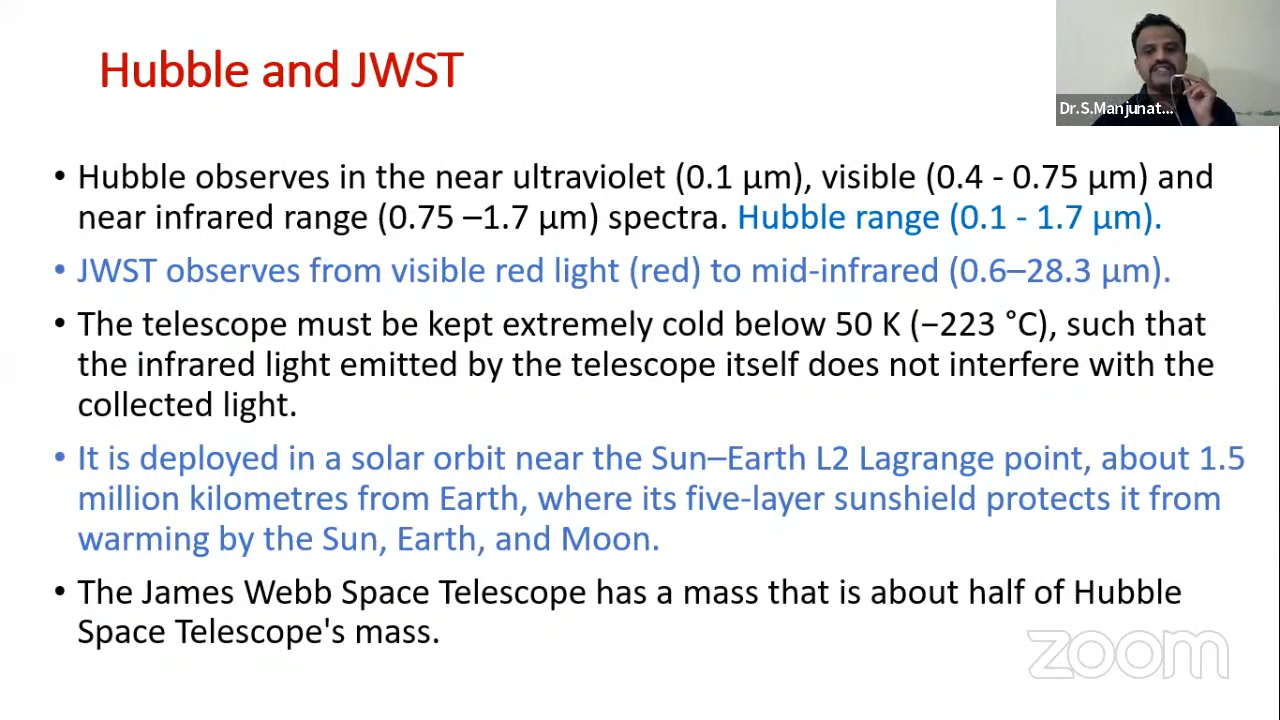 Hubble and JWST
Dr.S.Manjunat...
• Hubble observes in the near ultraviolet (0.1 µm), visible (0.4 - 0.75 µm) and
near infrared range (0.75 –1.7 µm) spectra. Hubble range (0.1 - 1.7 µm).
• JWST observes from visible red light (red) to mid-infrared (0.6–28.3 µm).
• The telescope must be kept extremely cold below 50 K (−223 °C), such that
the infrared light emitted by the telescope itself does not interfere with the
collected light.
• It is deployed in a solar orbit near the Sun–Earth L2 Lagrange point, about 1.5
million kilometres from Earth, where its five-layer sunshield protects it from
warming by the Sun, Earth, and Moon.
• The James Webb Space Telescope has a mass that is about half of Hubble
Space Telescope's mass.
zoom